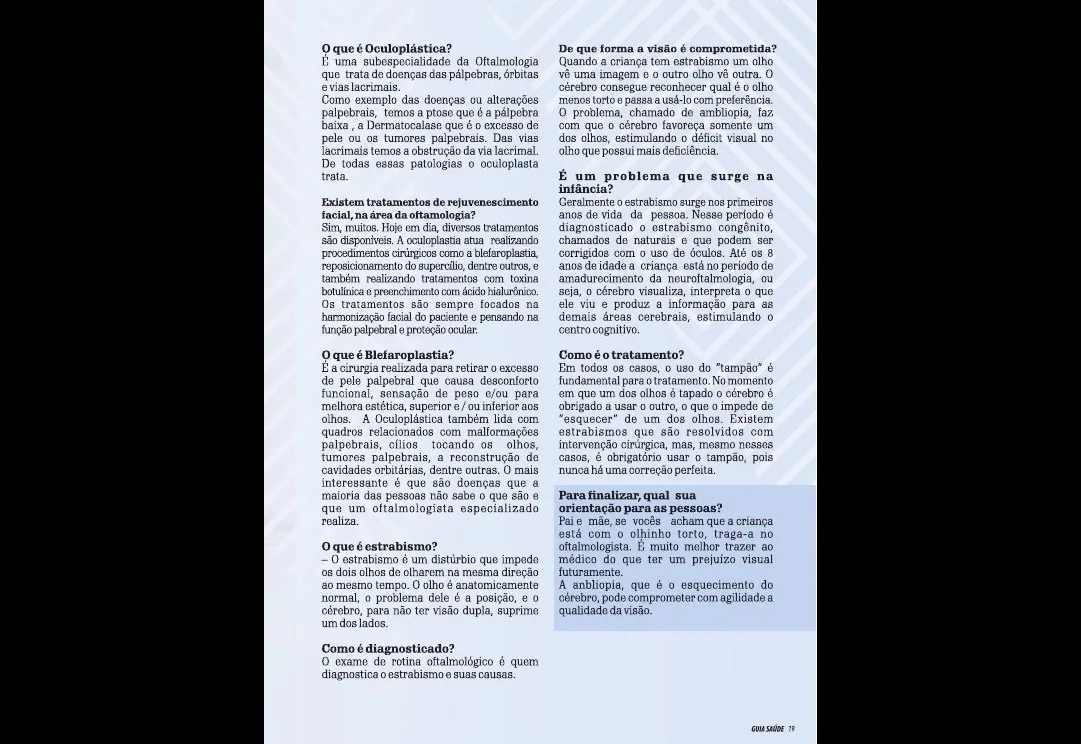 O que é Oculoplástica?
É uma subespecialidade da Oftalmologia
que trata de doenças das pálpebras, órbitas
e vias lacrimais.
Como exemplo das doenças ou alterações
palpebrais, temos a ptose que é a pálpebra
baixa , a Dermatocalase que é o excesso de
pele ou os tumores palpebrais. Das vias
lacrimais temos a obstrução da via lacrimal.
De todas essas patologias o oculoplasta
trata.
Existem tratamentos de rejuvenescimento
facial, na área da oftamologia?
Sim, muitos. Hoje em dia, diversos tratamentos
são disponíveis. A oculoplastia atua realizando
procedimentos cirúrgicos como a blefaroplastia,
reposicionamento do supercílio, dentre outros, e
também realizando tratamentos com toxina
botulínica e preenchimento com ácido hialurônico.
Os tratamentos são sempre focados na
harmonização facial do paciente e pensando na
função palpebral e proteção ocular.
O que é Blefaroplastia?
É a cirurgia realizada para retirar o excesso
de pele palpebral que causa desconforto
funcional, sensação de peso e/ou para
melhora estética, superior e / ou inferior aos
olhos. A Oculoplástica também lida com
quadros relacionados com malformações
palpebrais, cílios tocando os olhos,
tumores palpebrais, a reconstrução de
cavidades orbitárias, dentre outras. O mais
interessante é que são doenças que a
maioria das pessoas não sabe o que são e
que um oftalmologista especializado
realiza.
O que é estrabismo?
– O estrabismo é um distúrbio que impede
os dois olhos de olharem na mesma direção
ao mesmo tempo. O olho é anatomicamente
normal, o problema dele é a posição, e o
cérebro, para não ter visão dupla, suprime
um dos lados.
Como é diagnosticado?
O exame de rotina oftalmológico é quem
diagnostica o estrabismo e suas causas.
De que forma a visão é comprometida?
Quando a criança tem estrabismo um olho
vê uma imagem e o outro olho vê outra. O
cérebro consegue reconhecer qual é o olho
menos torto e passa a usá-lo com preferência.
O problema, chamado de ambliopia, faz
com que o cérebro favoreça somente um
dos olhos, estimulando o déficit visual no
olho que possui mais deficiência.
É um problema que surge na
infância?
Geralmente o estrabismo surge nos primeiros
anos de vida da pessoa. Nesse período é
diagnosticado o estrabismo congênito,
chamados de naturais e que podem ser
corrigidos com o uso de óculos. Até os 8
anos de idade a criança está no período de
amadurecimento da neuroftalmologia, ou
seja, o cérebro visualiza, interpreta o que
ele viu e produz a informação para as
demais áreas cerebrais, estimulando o
centro cognitivo.
Como é o tratamento?
Em todos os casos, o uso do "tampão" é
fundamental para o tratamento. No momento
em que um dos olhos é tapado o cérebro é
obrigado a usar o outro, o que o impede de
"esquecer" de um dos olhos. Existem
estrabismos que são resolvidos com
intervenção cirúrgica, mas, mesmo nesses
casos, é obrigatório usar o tampão, pois
nunca há uma correção perfeita.
Para finalizar, qual sua
orientação para as pessoas?
Pai e mãe, se vocês acham que a criança
está com o olhinho torto, traga-a no
oftalmologista. É muito melhor trazer ao
médico do que ter um prejuízo visual
futuramente.
A anbliopia, que é o esquecimento do
cérebro, pode comprometer com agilidade a
qualidade da visão.
GUIA SAÚDE 19